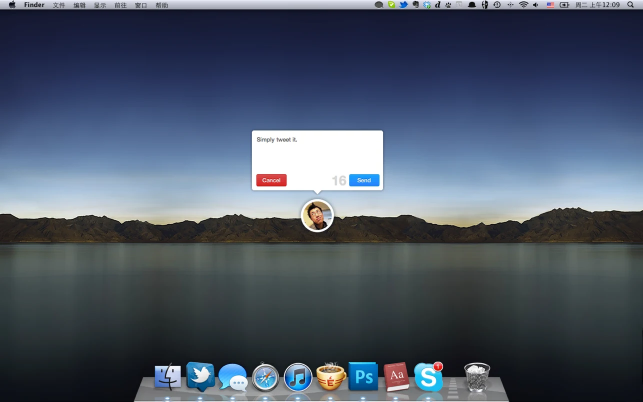 Finder 文件 编辑 显示 前往 窗口 帮助 周二 上午12:09
Simply tweet it.
Cancel 16 Send
Ps Aa S 1